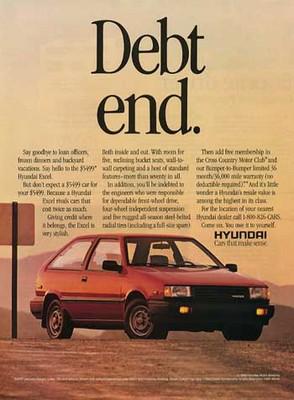 Debt
end.
Say goodbye to loan officers,
frozen dinners and backyard
vacations. Say hello to the $5499*
Hyundai Excel.
But don't expect a $5499 car for
your $5499. Because a Hyundai
Excel rivals cars that
cost twice as much.
Giving credit where
it belongs, the Excel is
very stylish.
Both inside and out. With room for
five, reclining bucket seats, wall-to-
wall carpeting and a host of standard
features–more than seventy in all.
In addition, you'll be indebted to
the engineers who were responsible
for dependable front-wheel drive,
four-wheel independent suspension
and five rugged all-season steel-belted
radial tires (including a full-size spare)
Then add free membership in
the Cross Country Motor Club® and
our Bumper-to-Bumper limited 36
month/36,000 mile warranty (no
deductible required).** And it's little
wonder a Hyundai's resale value is
among the highest in its class.
For the location of your nearest
Hyundai dealer call 1-800-826-CARS.
Come on. You owe it to yourself.
HYUNDAI
Cars that make sense.